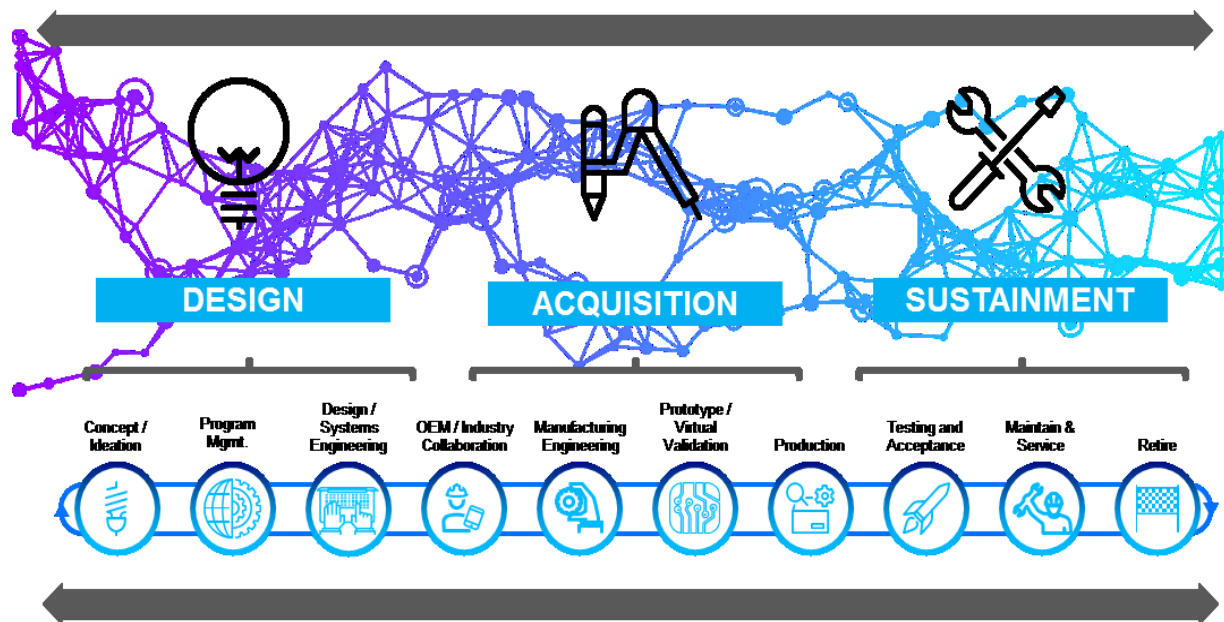 DESIGN
ACQUISITION
SUSTAINMENT
Concept /
Ideation
Program
Mgmt.
Design /
Systems
Engineering
OEM / Industry
Collaboration
Manufacturing
Engineering
Prototype /
Virtual
Validation
Production
Testing and
Acceptance
Maintain &
Service
Retire